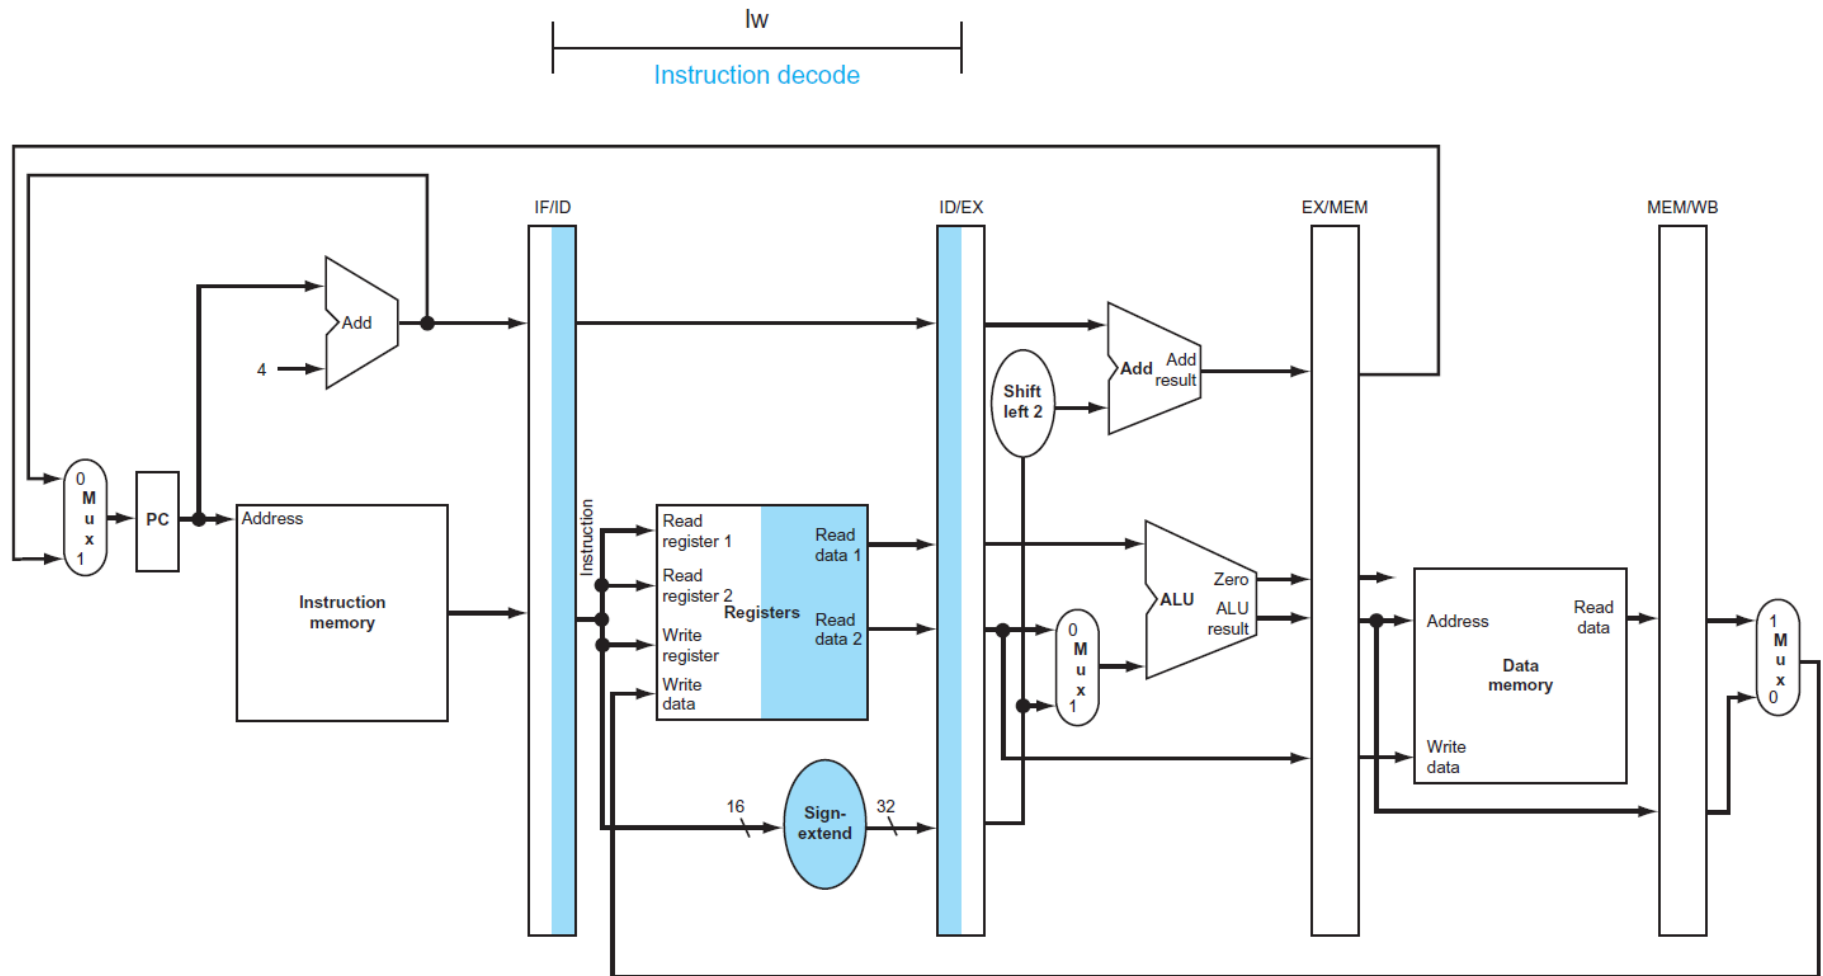 lw
Instruction decode
IF/ID
ID/EX
EX/MEM
MEM/WB
Add
4
Add
Add
result
Shift
left 2
0
M
u
x
1
PC
Address
Instruction
memory
Instruction
Read
register 1
Read
register 2
Write
register
Write
data
Registers
Read
data 1
Read
data 2
16
Sign-
extend
32
0
M
u
x
1
ALU
Zero
ALU
result
Address
Read
data
Data
memory
Write
data
1
M
u
x
0